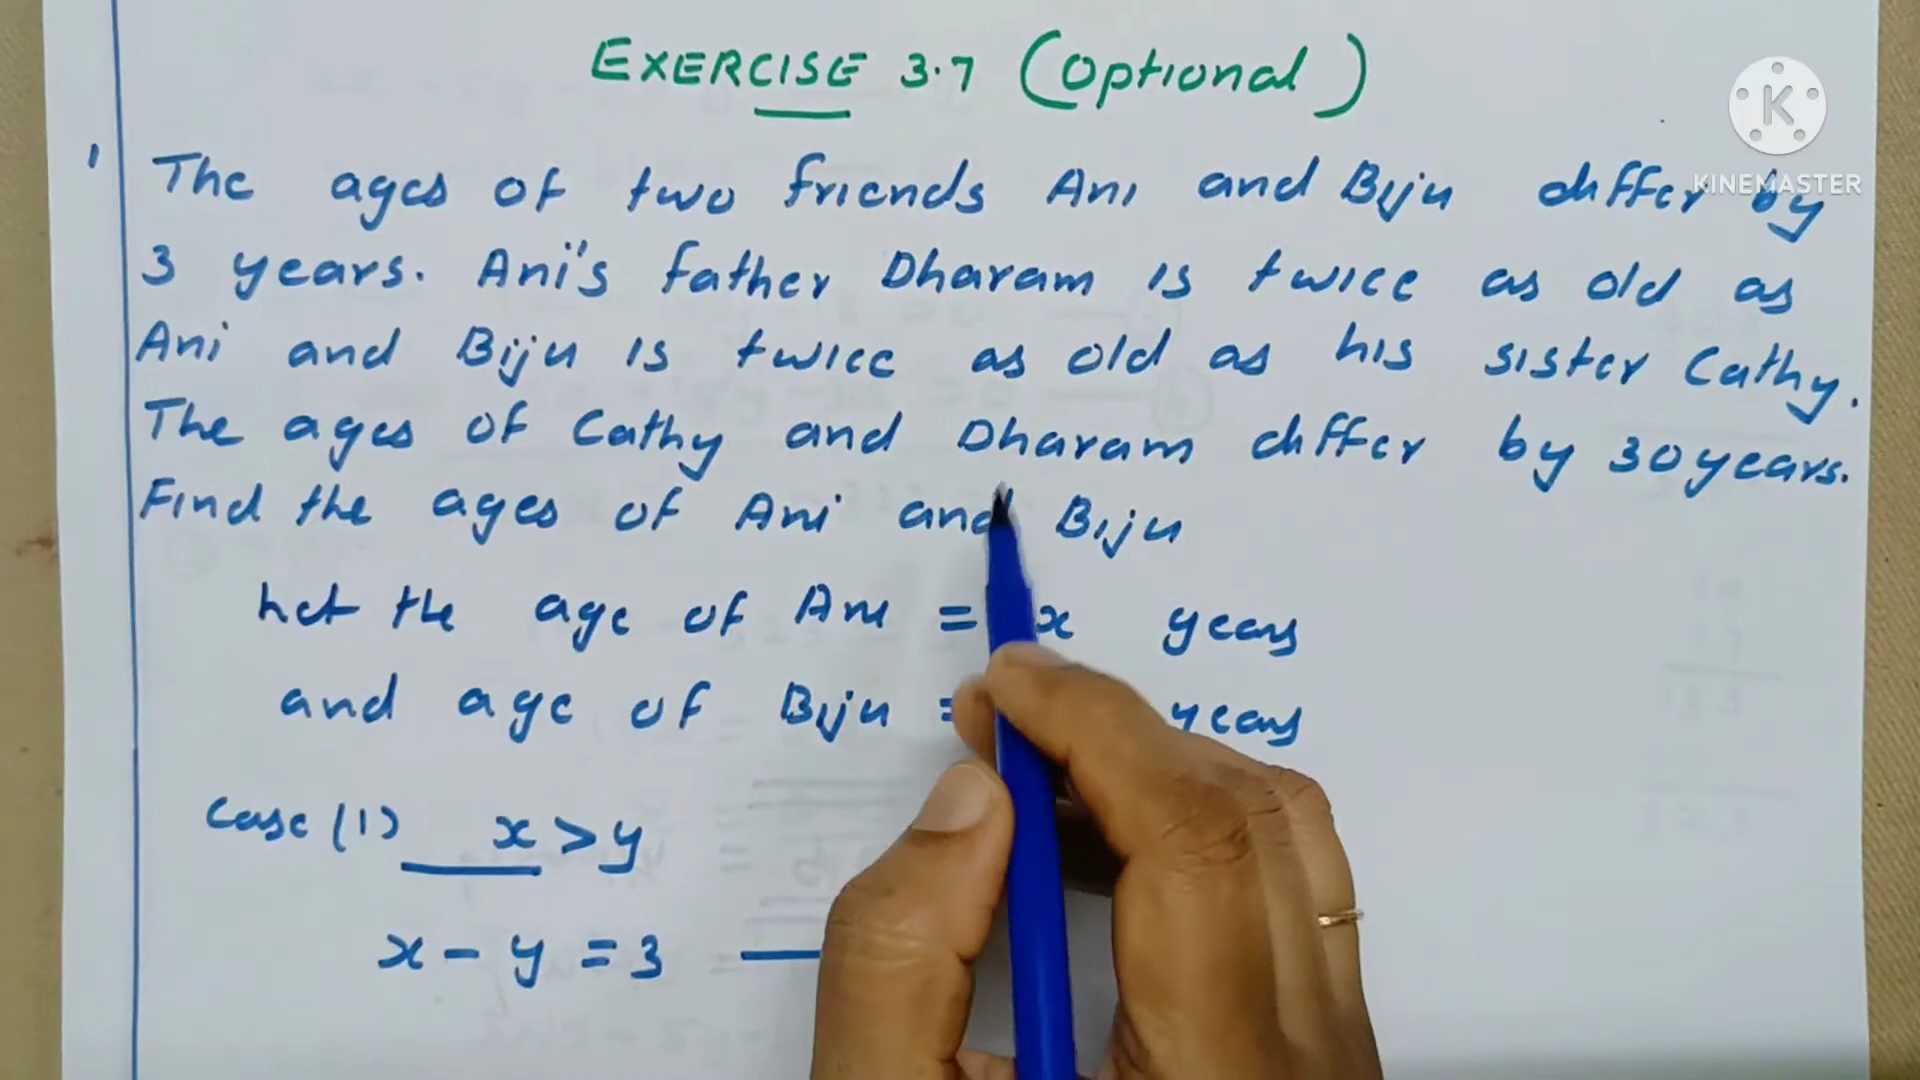 EXERCISE 3.7 (Optional)
K
KINEMASTER
1 The ages of two friends Ani and Biju differ by
3 years. Ani's father Dharam is twice as old as
Ani and Biju is twice as old as his sister Cathy.
The ages of Cathy and Dharam differ by 30 years.
Find the ages of Ani and Biju
Let the age of Ani = x years
and age of Biju = years
Case (1) x > y
x - y = 3